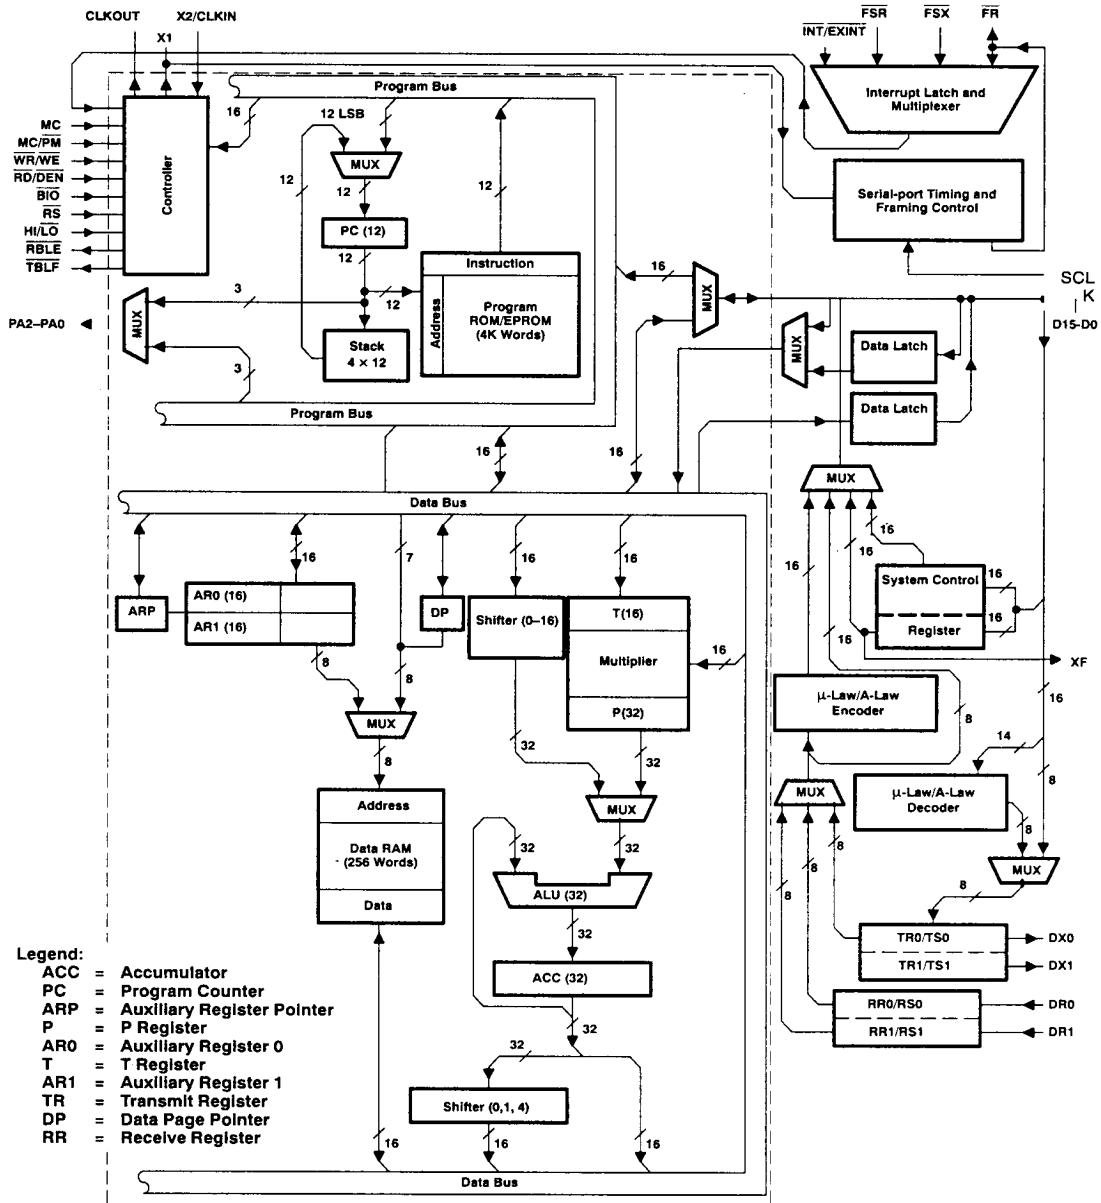 CLKOUT
X1
X2/CLKIN
INT/EXINT
FSR
FSX
FR
Program Bus
Interrupt Latch and
Multiplexer
16
12 LSB
MC
MC/PM
WR/WE
RD/DEN
BIO
RS
HI/LO
RBLE
TBLF
Controller
MUX
12
12
12
PC (12)
12
Serial-port Timing and
Framing Control
Instruction
Address
Program
ROM/EPROM
(4K Words)
12
3
MUX
PA2–PA0
Stack
4 × 12
3
Program Bus
16
MUX
SCL
K
D15-D0
MUX
Data Latch
Data Latch
16
16
MUX
Data Bus
16
7
16
16
16
16
16
ARP
AR0 (16)
AR1 (16)
DP
Shifter (0–16)
T(16)
Multiplier
P(32)
16
System Control
Register
16
16
16
XF
8
8
MUX
8
32
32
μ-Law/A-Law
Encoder
8
16
14
8
MUX
μ-Law/A-Law
Decoder
8
MUX
8
8
8
8
Address
Data RAM
(256 Words)
Data
MUX
32
32
ALU (32)
32
ACC (32)
32
32
TR0/TS0
TR1/TS1
DX0
DX1
RR0/RS0
RR1/RS1
DR0
DR1
Shifter (0,1, 4)
16
16
16
Data Bus
Legend:
ACC = Accumulator
PC = Program Counter
ARP = Auxiliary Register Pointer
P = P Register
AR0 = Auxiliary Register 0
T = T Register
AR1 = Auxiliary Register 1
TR = Transmit Register
DP = Data Page Pointer
RR = Receive Register